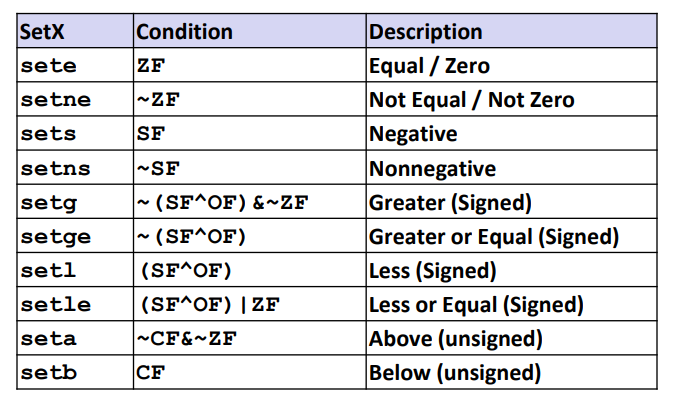 SetX Condition Description
sete ZF Equal / Zero
setne ~ZF Not Equal / Not Zero
sets SF Negative
setns ~SF Nonnegative
setg ~(SF^OF)&~ZF Greater (Signed)
setge ~(SF^OF) Greater or Equal (Signed)
setl (SF^OF) Less (Signed)
setle (SF^OF)|ZF Less or Equal (Signed)
seta ~CF&~ZF Above (unsigned)
setb CF Below (unsigned)